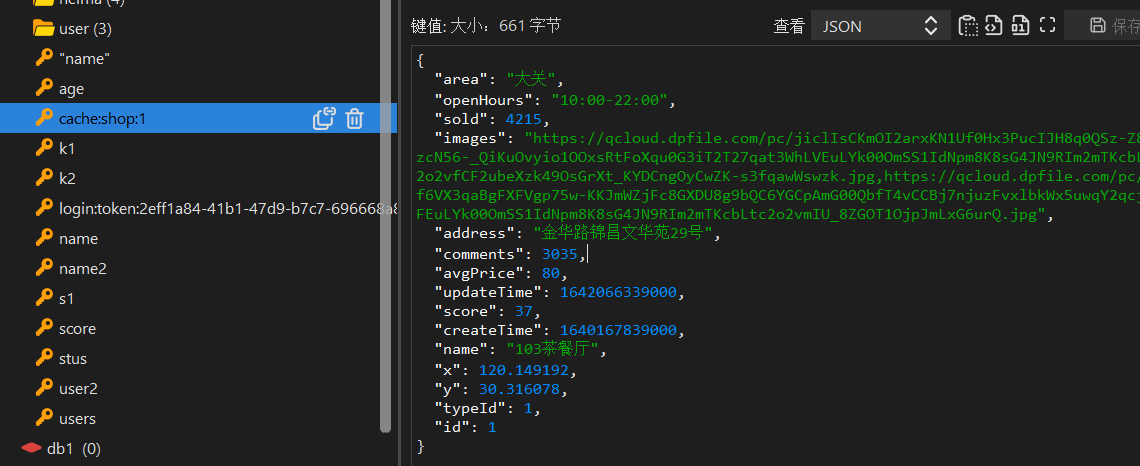 heima (4)
user (3)
"name"
age
cache:shop:1
k1
k2
login:token:2eff1a84-41b1-47d9-b7c7-696668a8
name
name2
s1
score
stus
user2
users
db1 (0)
键值: 大小: 661 字节
查看
JSON
保存
{
"area": "大关",
"openHours": "10:00-22:00",
"sold": 4215,
"images": "https://qcloud.dpfile.com/pc/jiclIsCKmOI2arxKN1Uf0Hx3PucIJH8q0QSz-Z8
zcN56-_QiKuOvyio1OOxsRtFoXqu0G3iT2T27qat3WhLVEuLYk00OmSS1IdNpm8K8sG4JN9RIm2mTKcbL
2o2vfCF2ubeXzk49OsGrXt_KYDCngOyCwZK-s3fqawWswzk.jpg,https://qcloud.dpfile.com/pc/
f6VX3qaBgFXFVgp75w-KKJmWZjFc8GXDU8g9bQC6YGCpAmG00QbfT4vCCBj7njuzFvxlbkWx5uwqY2qcj
FEuLYk00OmSS1IdNpm8K8sG4JN9RIm2mTKcbLtc2o2vmIU_8ZGOT1OjpJmLxG6urQ.jpg",
"address": "金华路锦昌文华苑29号",
"comments": 3035,
"avgPrice": 80,
"updateTime": 1642066339000,
"score": 37,
"createTime": 1640167839000,
"name": "103茶餐厅",
"x": 120.149192,
"y": 30.316078,
"typeId": 1,
"id": 1
}